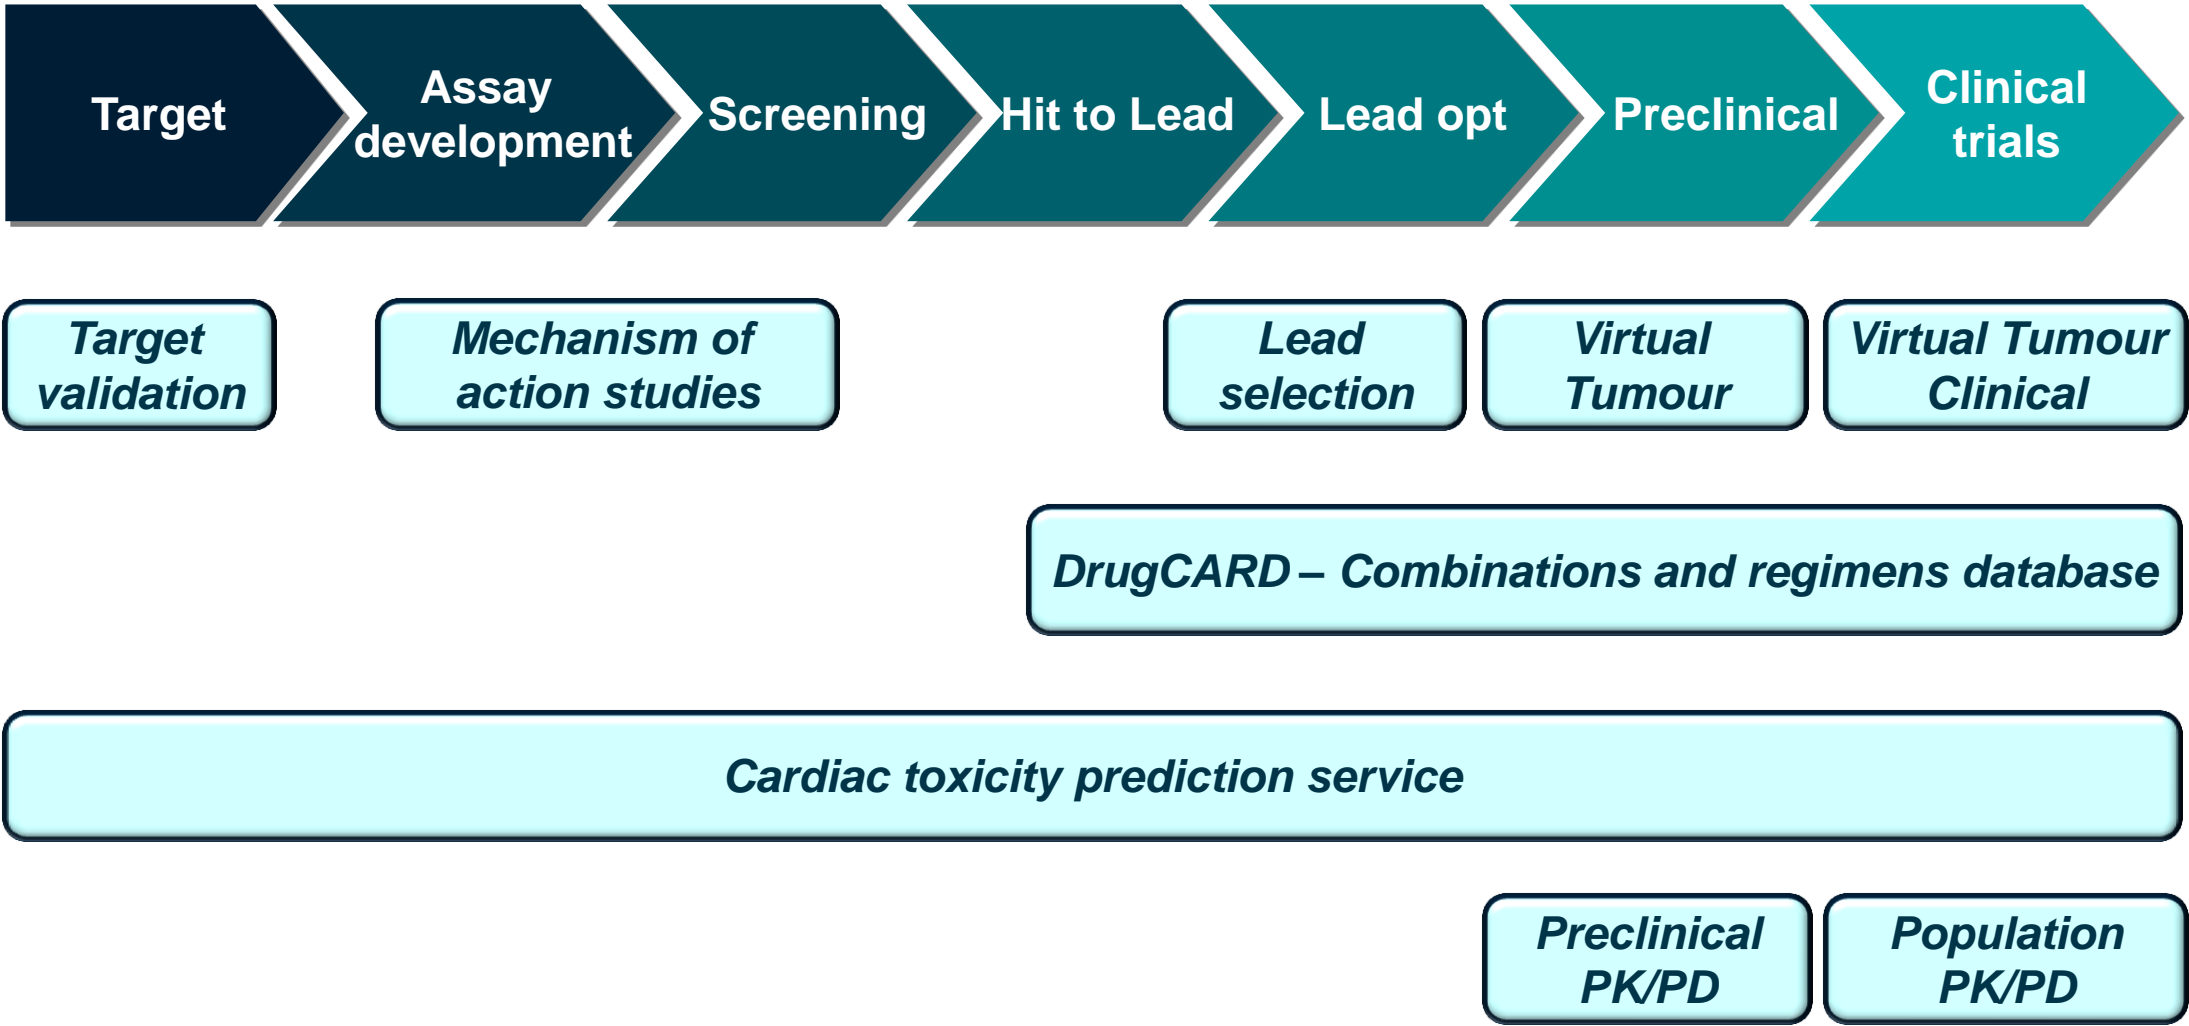 Target
Assay
development
Screening
Hit to Lead
Lead opt
Preclinical
Clinical
trials
Target
validation
Mechanism of
action studies
Lead
selection
Virtual
Tumour
Virtual Tumour
Clinical
DrugCARD – Combinations and regimens database
Cardiac toxicity prediction service
Preclinical
PK/PD
Population
PK/PD